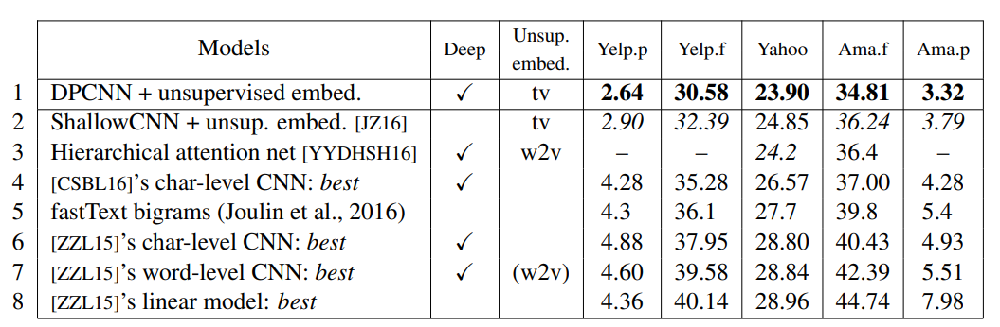 Models Deep Unsup. embed. Yelp.p Yelp.f Yahoo Ama.f Ama.p
1 DPCNN + unsupervised embed. ✓ tv 2.64 30.58 23.90 34.81 3.32
2 ShallowCNN + unsup. embed. [JZ16] tv 2.90 32.39 24.85 36.24 3.79
3 Hierarchical attention net [YYDHSH16] ✓ w2v – – 24.2 36.4 –
4 [CSBL16]'s char-level CNN: best ✓ 4.28 35.28 26.57 37.00 4.28
5 fastText bigrams (Joulin et al., 2016) 4.3 36.1 27.7 39.8 5.4
6 [ZZL15]'s char-level CNN: best ✓ 4.88 37.95 28.80 40.43 4.93
7 [ZZL15]'s word-level CNN: best ✓ (w2v) 4.60 39.58 28.84 42.39 5.51
8 [ZZL15]'s linear model: best 4.36 40.14 28.96 44.74 7.98